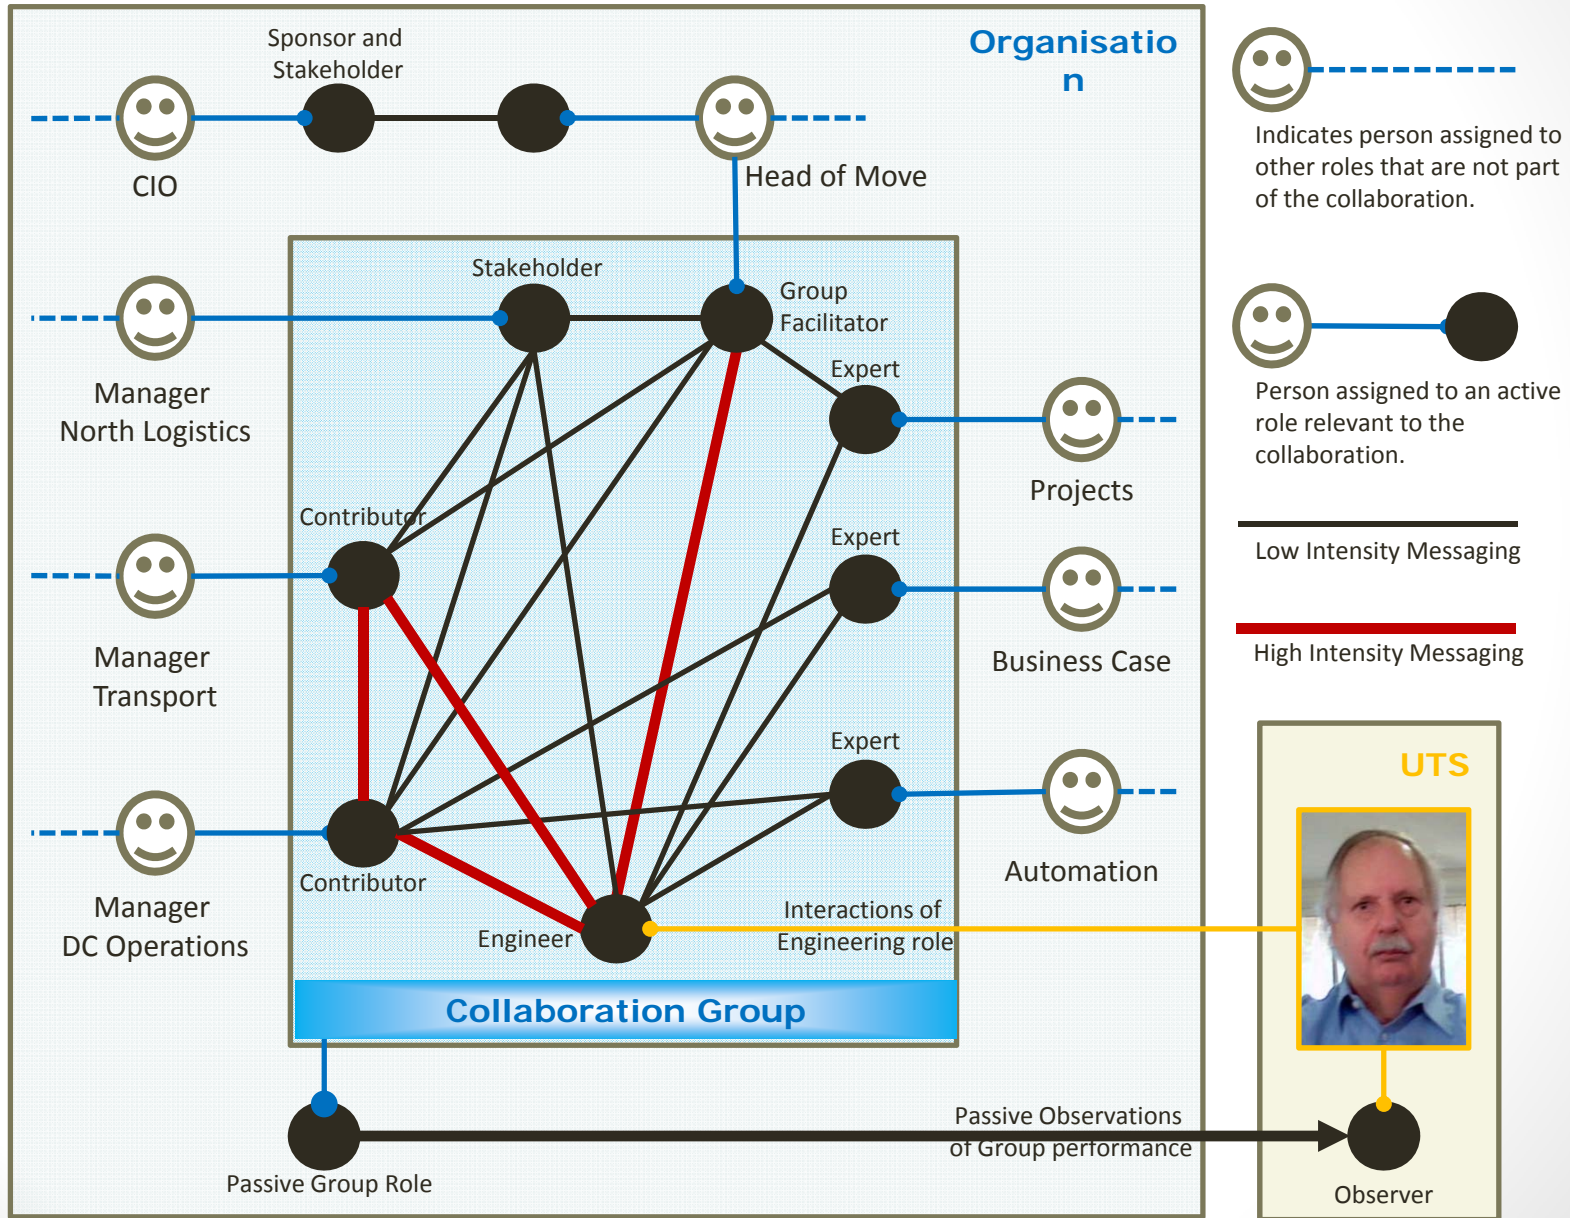 Sponsor and
Stakeholder
Organisatio
n
CIO
Head of Move
Indicates person assigned to
other roles that are not part
of the collaboration.
Stakeholder
Group
Facilitator
Manager
North Logistics
Expert
Projects
Person assigned to an active
role relevant to the
collaboration.
Contributor
Expert
Low Intensity Messaging
Manager
Transport
Business Case
High Intensity Messaging
Expert
UTS
Contributor
Automation
Manager
DC Operations
Engineer
Interactions of
Engineering role
Collaboration Group
Passive Observations
of Group performance
Passive Group Role
Observer